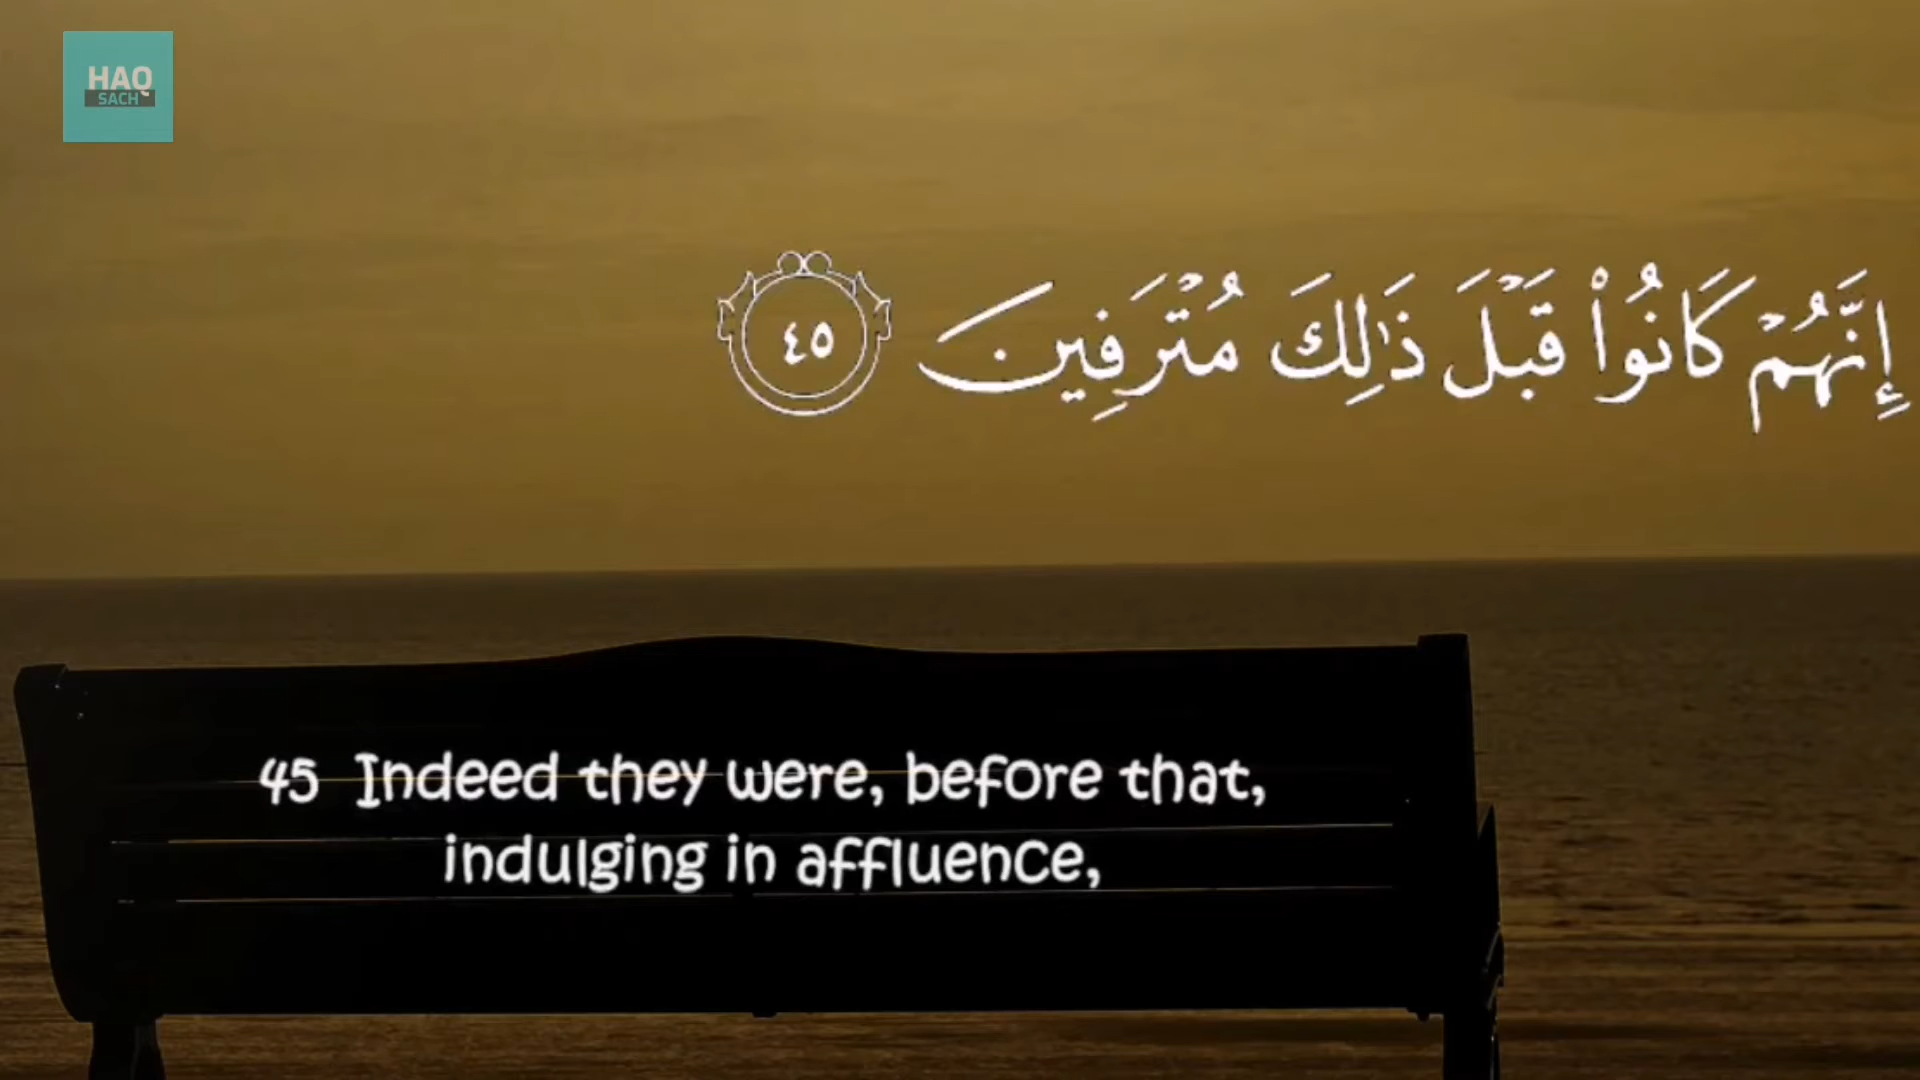 HAQ
SACH
إِنَّهُمْ كَانُوا۟ قَبْلَ ذَٰلِكَ مُتْرَفِينَ ٤٥
45 Indeed they were, before that,
indulging in affluence,